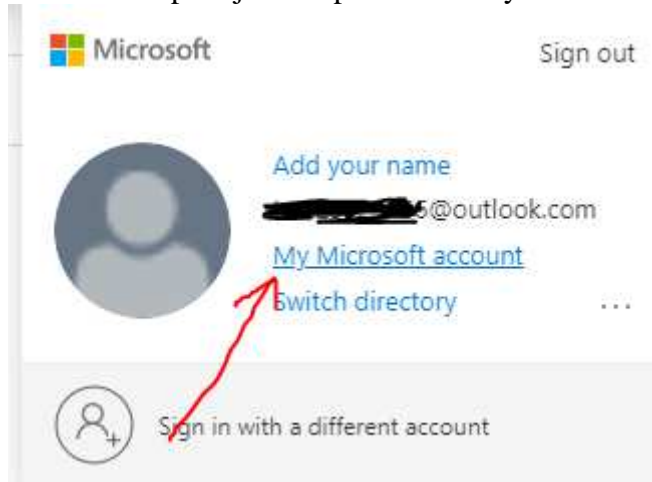 Microsoft
Sign out
Add your name
5@outlook.com
My Microsoft account
Switch directory
...
Sign in with a different account